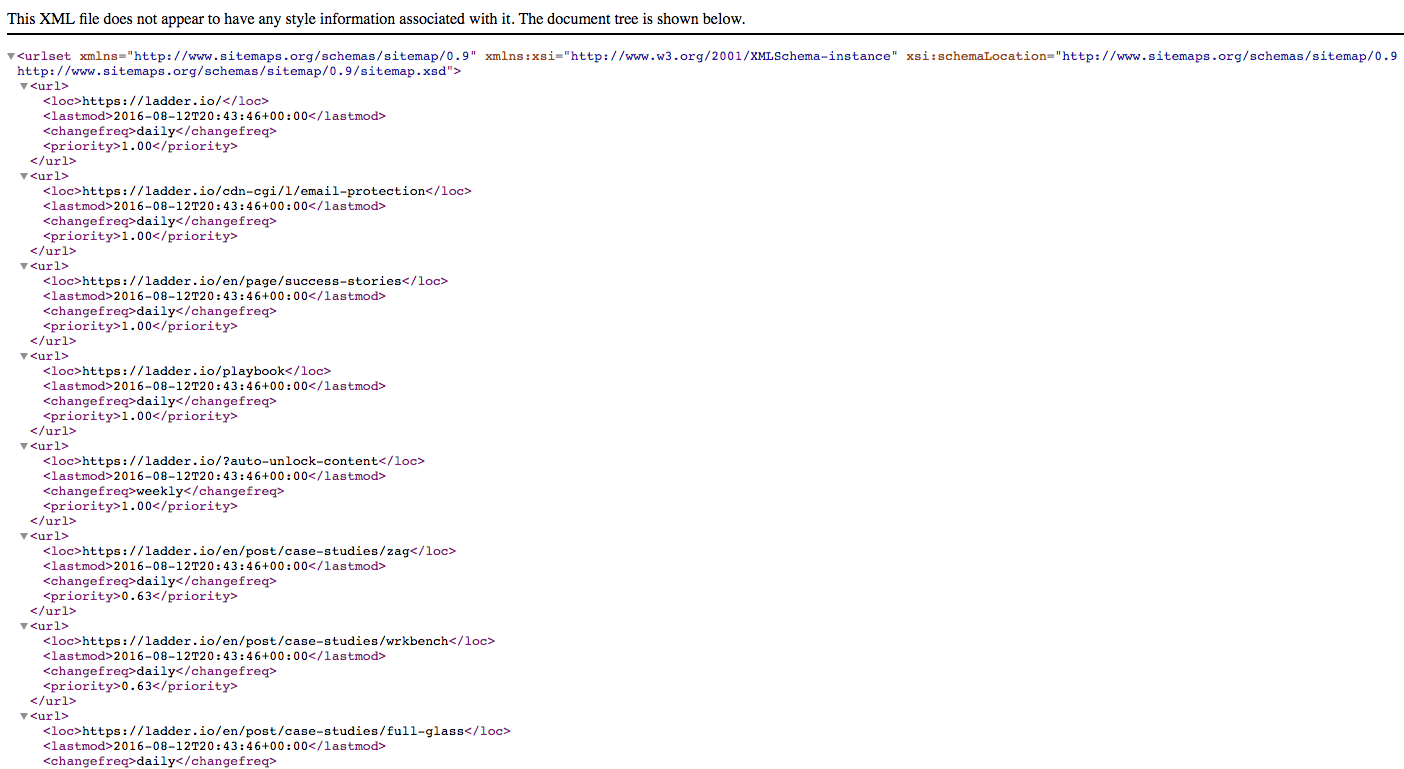 This XML file does not appear to have any style information associated with it. The document tree is shown below.
▼<urlset xmlns="http://www.sitemaps.org/schemas/sitemap/0.9" xmlns:xsi="http://www.w3.org/2001/XMLSchema-instance" xsi:schemaLocation="http://www.sitemaps.org/schemas/sitemap/0.9
http://www.sitemaps.org/schemas/sitemap/0.9/sitemap.xsd">
▼<url>
<loc>https://ladder.io/</loc>
<lastmod>2016-08-12T20:43:46+00:00</lastmod>
<changefreq>daily</changefreq>
<priority>1.00</priority>
</url>
▼<url>
<loc>https://ladder.io/cdn-cgi/l/email-protection</loc>
<lastmod>2016-08-12T20:43:46+00:00</lastmod>
<changefreq>daily</changefreq>
<priority>1.00</priority>
</url>
▼<url>
<loc>https://ladder.io/en/page/success-stories</loc>
<lastmod>2016-08-12T20:43:46+00:00</lastmod>
<changefreq>daily</changefreq>
<priority>1.00</priority>
</url>
▼<url>
<loc>https://ladder.io/playbook</loc>
<lastmod>2016-08-12T20:43:46+00:00</lastmod>
<changefreq>daily</changefreq>
<priority>1.00</priority>
</url>
▼<url>
<loc>https://ladder.io/?auto-unlock-content</loc>
<lastmod>2016-08-12T20:43:46+00:00</lastmod>
<changefreq>weekly</changefreq>
<priority>1.00</priority>
</url>
▼<url>
<loc>https://ladder.io/en/post/case-studies/zag</loc>
<lastmod>2016-08-12T20:43:46+00:00</lastmod>
<changefreq>daily</changefreq>
<priority>0.63</priority>
</url>
▼<url>
<loc>https://ladder.io/en/post/case-studies/wrkbench</loc>
<lastmod>2016-08-12T20:43:46+00:00</lastmod>
<changefreq>daily</changefreq>
<priority>0.63</priority>
</url>
▼<url>
<loc>https://ladder.io/en/post/case-studies/full-glass</loc>
<lastmod>2016-08-12T20:43:46+00:00</lastmod>
<changefreq>daily</changefreq>